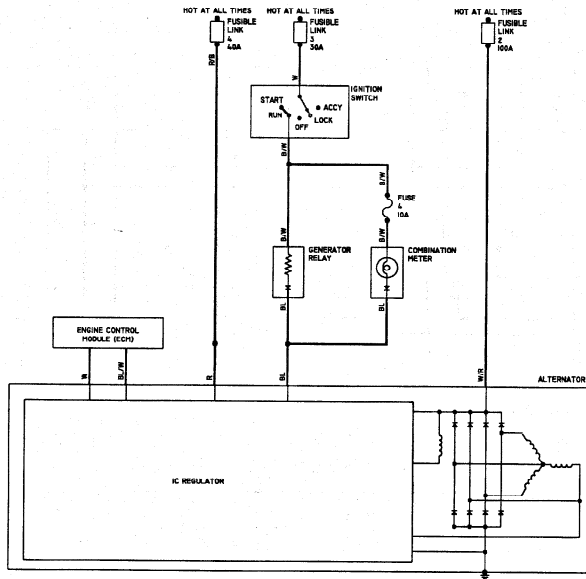 HOT AT ALL TIMES
FUSIBLE
LINK
4
40A
HOT AT ALL TIMES
FUSIBLE
LINK
3
30A
HOT AT ALL TIMES
FUSIBLE
LINK
2
100A
R/B
W
IGNITION
SWITCH
START
RUN
OFF
LOCK
ACCY
B/W
B/W
FUSE
4
10A
B/W
B/W
GENERATOR
RELAY
COMBINATION
METER
BL
BL
ENGINE CONTROL
MODULE (ECM)
W
BL/W
R
BL
W/R
ALTERNATOR
IC REGULATOR